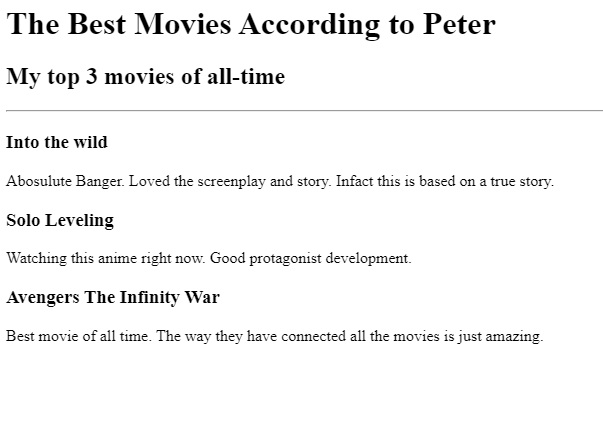 The Best Movies According to Peter
My top 3 movies of all-time
Into the wild
Abosulute Banger. Loved the screenplay and story. Infact this is based on a true story.
Solo Leveling
Watching this anime right now. Good protagonist development.
Avengers The Infinity War
Best movie of all time. The way they have connected all the movies is just amazing.